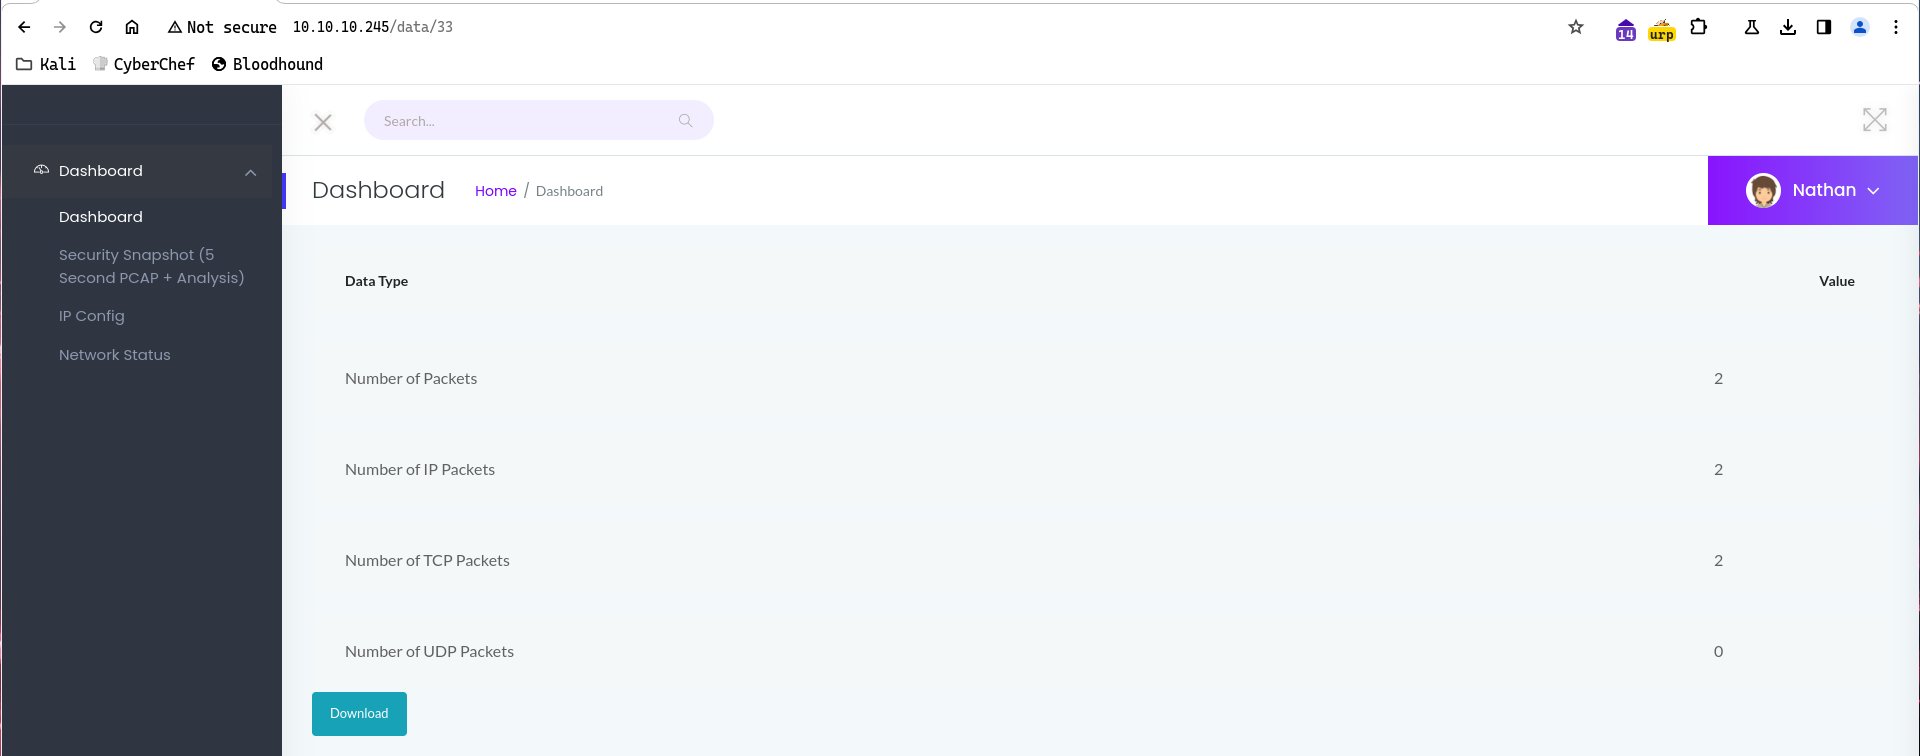 Not secure 10.10.10.245/data/33
14 urp
Kali CyberChef Bloodhound
Search...
Dashboard
Dashboard
Security Snapshot (5
Second PCAP + Analysis)
IP Config
Network Status
Dashboard Home / Dashboard
Nathan
Data Type Value
Number of Packets 2
Number of IP Packets 2
Number of TCP Packets 2
Number of UDP Packets 0
Download